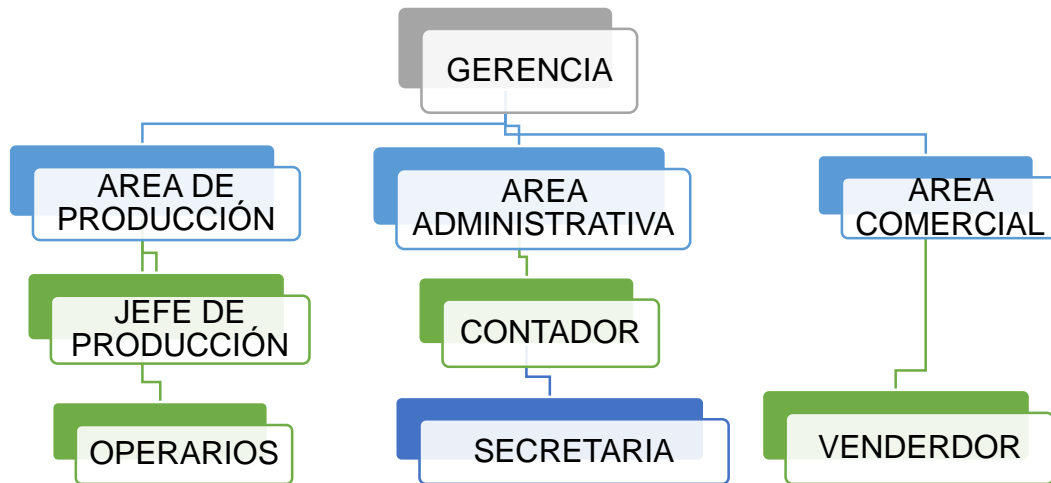 GERENCIA
AREA DE
PRODUCCIÓN
AREA
ADMINISTRATIVA
AREA
COMERCIAL
JEFE DE
PRODUCCIÓN
CONTADOR
OPERARIOS
SECRETARIA
VENDERDOR